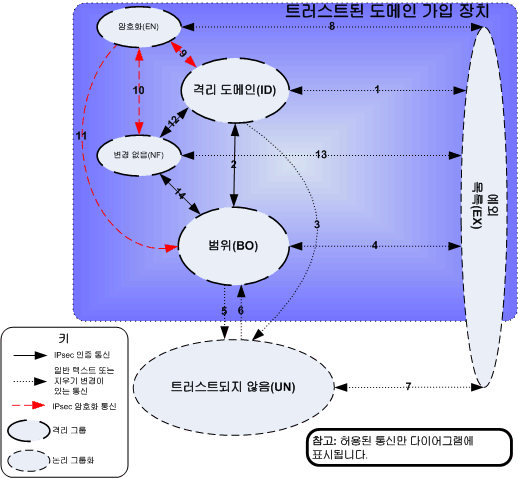 트러스트된 도메인 가입 장치
암호화(EN)
8
9
격리 도메인(ID)
1
10
11
12
변경 없음(NF)
13
2
14
3
예외
목록(EX)
범위(BO)
4
5
6
트러스트되지 않음(UN)
7
키
IPsec 인증 통신
일반 텍스트 또는
지우기 변경이
있는 통신
IPsec 암호화 통신
격리 그룹
논리 그룹화
참고: 허용된 통신만 다이어그램에
표시됩니다.